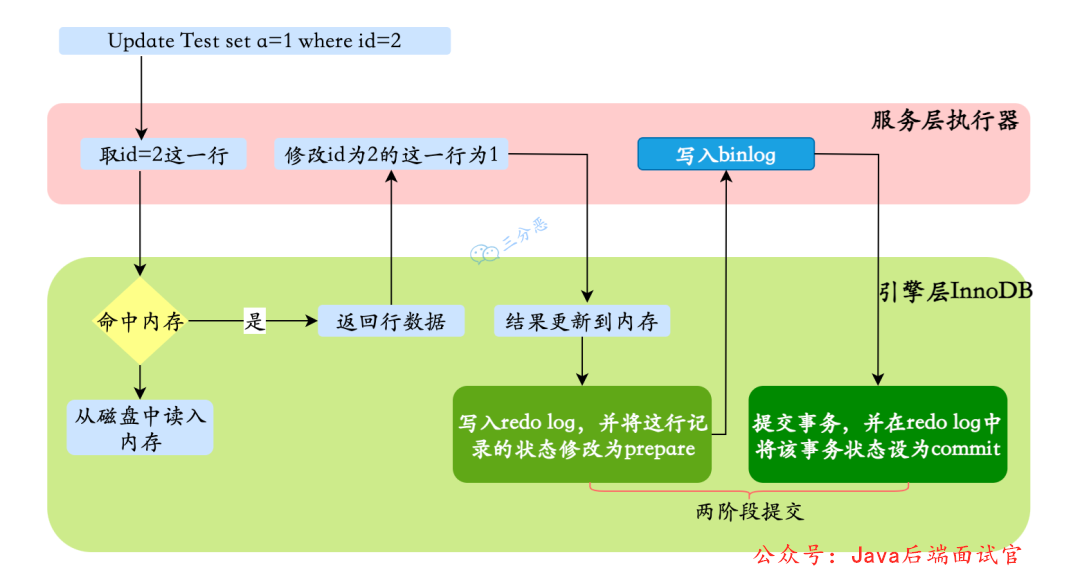 Update Test set a=1 where id=2
服务层执行器
取id=2这一行
修改id为2的这一行为1
写入binlog
三分恶
引擎层InnoDB
命中内存
是
返回行数据
结果更新到内存
从磁盘中读入
内存
写入redo log，并将这行记
录的状态修改为prepare
提交事务，并在redo log中
将该事务状态设为commit
两阶段提交
公众号：Java后端面试官